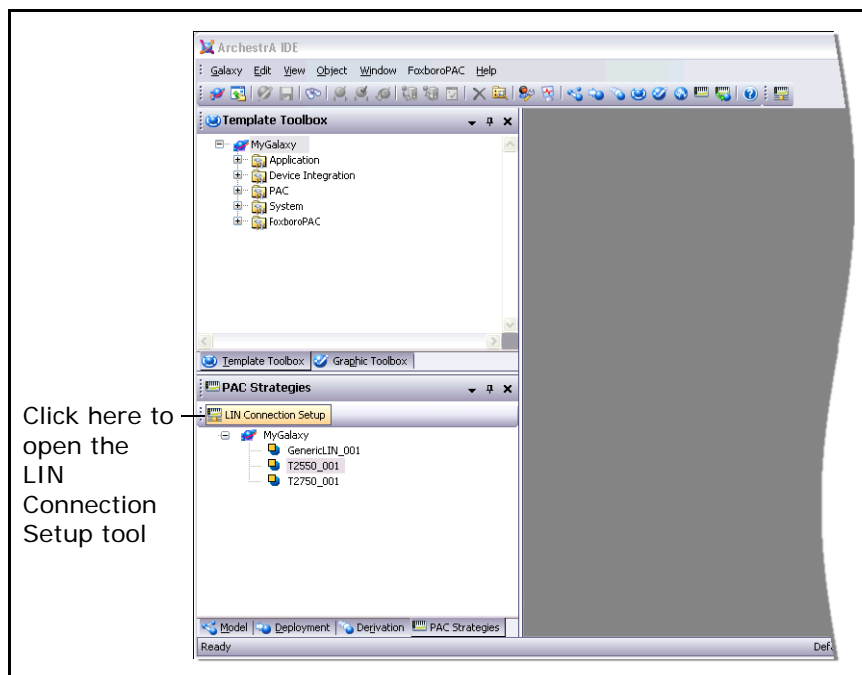 ArchestrA IDE
Galaxy Edit View Object Window FoxboroPAC Help
Template Toolbox
MyGalaxy
Application
Device Integration
PAC
System
FoxboroPAC
Template Toolbox Graphic Toolbox
PAC Strategies
LIN Connection Setup
MyGalaxy
GenericLIN_001
T2550_001
T2750_001
Click here to
open the
LIN
Connection
Setup tool
Model Deployment Derivation PAC Strategies
Ready Defa